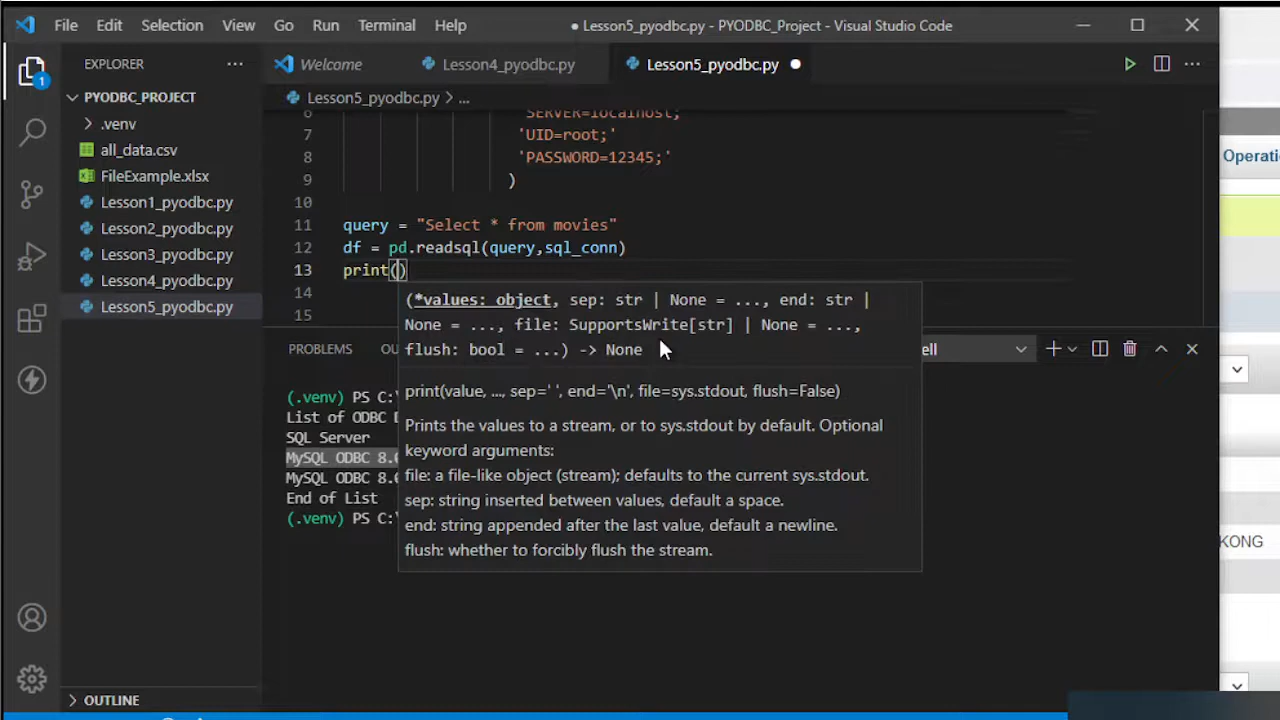 File Edit Selection View Go Run Terminal Help
● Lesson5_pyodbc.py - PYODBC_Project - Visual Studio Code
EXPLORER
Welcome
Lesson4_pyodbc.py
Lesson5_pyodbc.py
PYODBC_PROJECT
Lesson5_pyodbc.py > ...
.venv
all_data.csv
FileExample.xlsx
Lesson1_pyodbc.py
Lesson2_pyodbc.py
Lesson3_pyodbc.py
Lesson4_pyodbc.py
Lesson5_pyodbc.py
1
6 SERVER=localhost;
7 'UID=root;'
8 'PASSWORD=12345;'
9 )
10
11 query = "Select * from movies"
12 df = pd.readsql(query,sql_conn)
13 print()
14
15
(*values: object, sep: str | None = ..., end: str |
None = ..., file: SupportsWrite[str] | None = ...,
flush: bool = ...) -> None
print(value, ..., sep=' ', end='\n', file=sys.stdout, flush=False)
Prints the values to a stream, or to sys.stdout by default. Optional
keyword arguments:
file: a file-like object (stream); defaults to the current sys.stdout.
sep: string inserted between values, default a space.
end: string appended after the last value, default a newline.
flush: whether to forcibly flush the stream.
PROBLEMS
OU
ell
(.venv) PS C:
List of ODBC D
SQL Server
MySQL ODBC 8.
MySQL ODBC 8.
End of List
(.venv) PS C:
OUTLINE
Operati
KONG